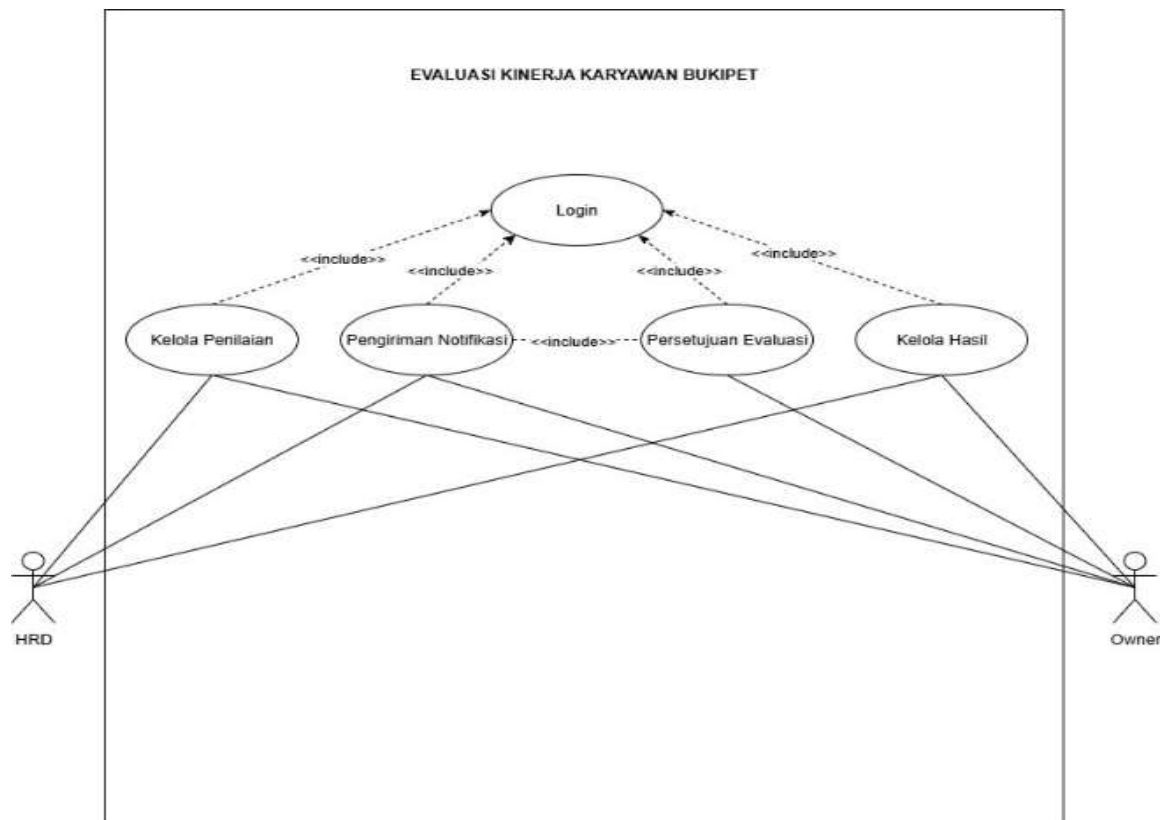 EVALUASI KINERJA KARYAWAN BUKIPET
Login
<<include>>
<<include>>
<<include>>
<<include>>
Kelola Penilaian
Pengiriman Notifikasi
<<include>>
Persetujuan Evaluasi
Kelola Hasil
HRD
Owner